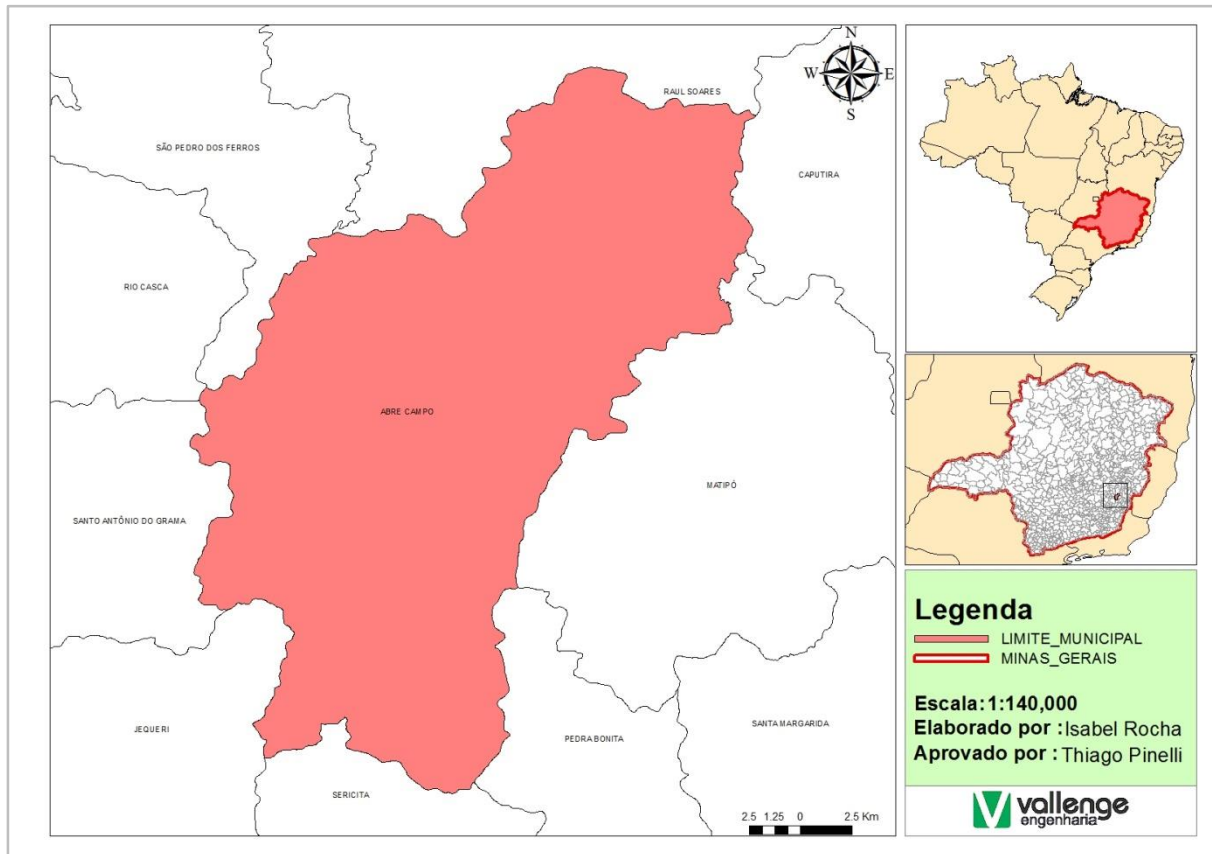 N
W E
S
RAUL SOARES
SÃO PEDRO DOS FERROS
CAPUTIRA
RIO CASCA
ABRE CAMPO
MATIPÓ
SANTO ANTÔNIO DO GRAMA
JEQUERI
PEDRA BONITA
SANTA MARGARIDA
SERICITA
2.5 1.25 0 2.5 Km
Legenda
LIMITE_MUNICIPAL
MINAS_GERAIS
Escala:1:140,000
Elaborado por : Isabel Rocha
Aprovado por : Thiago Pinelli
vallenge
engenharia